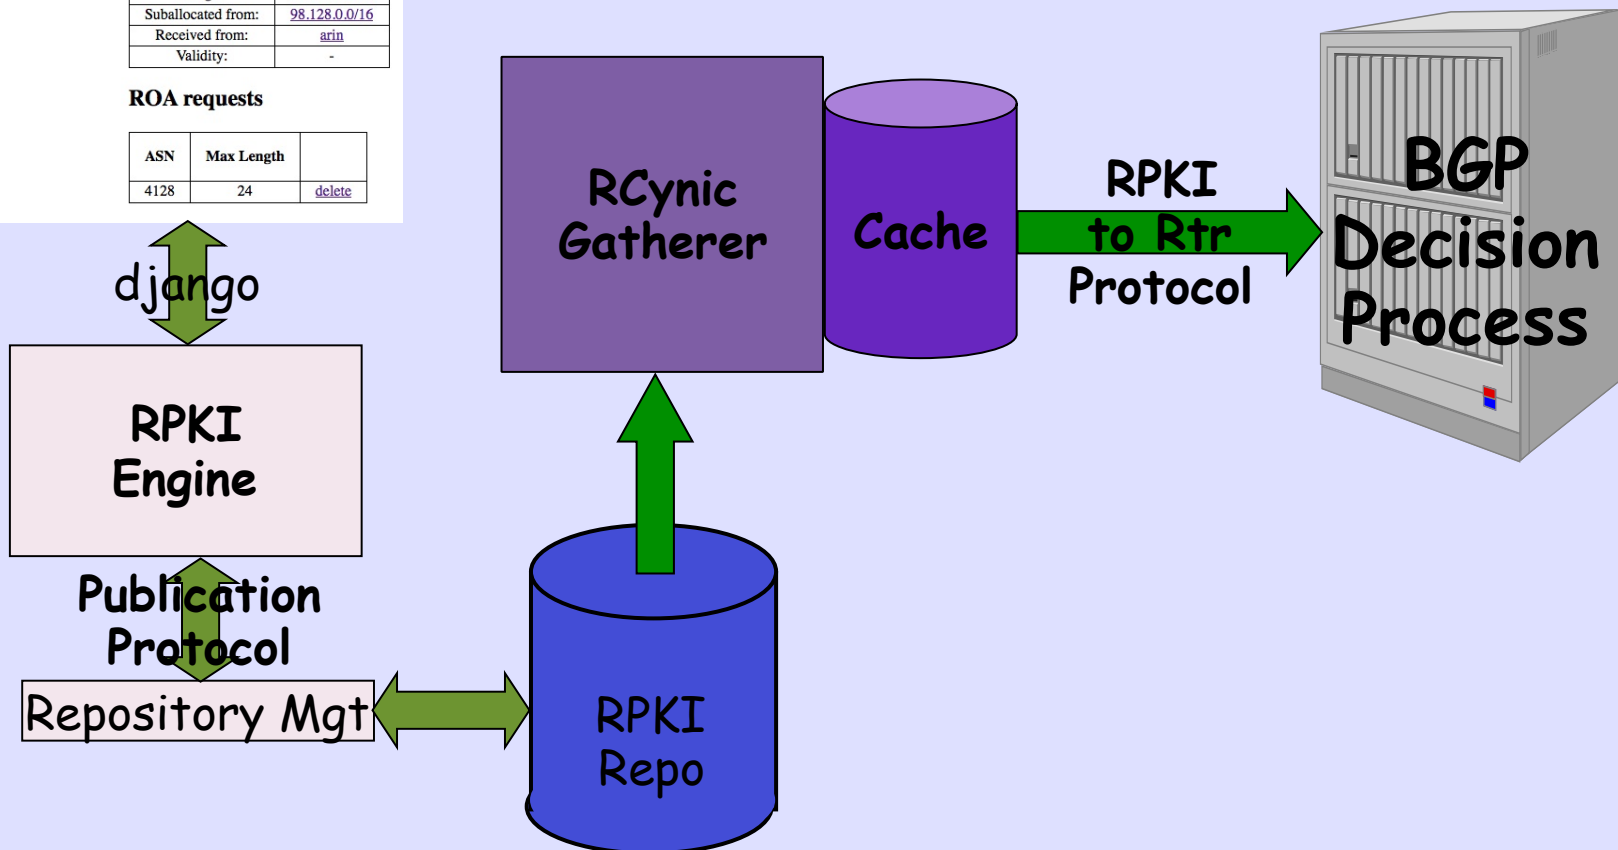 Suballocated from: 98.128.0.0/16
Received from: arin
Validity: -
ROA requests
ASN Max Length
4128 24 delete
django
RPKI
Engine
Publication
Protocol
Repository Mgt
RPKI
Repo
RCynic
Gatherer
Cache
RPKI
to Rtr
Protocol
BGP
Decision
Process